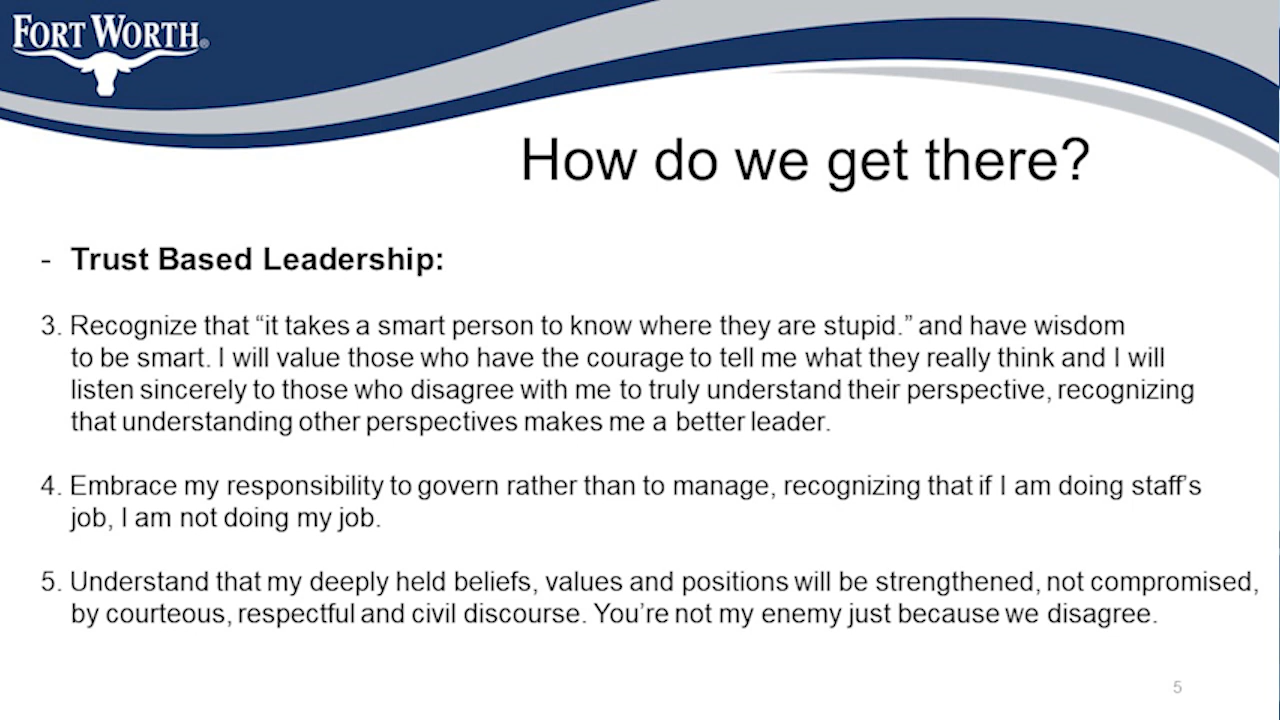 FORT WORTH®
How do we get there?
- Trust Based Leadership:
3. Recognize that “it takes a smart person to know where they are stupid.” and have wisdom
to be smart. I will value those who have the courage to tell me what they really think and I will
listen sincerely to those who disagree with me to truly understand their perspective, recognizing
that understanding other perspectives makes me a better leader.
4. Embrace my responsibility to govern rather than to manage, recognizing that if I am doing staff’s
job, I am not doing my job.
5. Understand that my deeply held beliefs, values and positions will be strengthened, not compromised,
by courteous, respectful and civil discourse. You’re not my enemy just because we disagree.
5